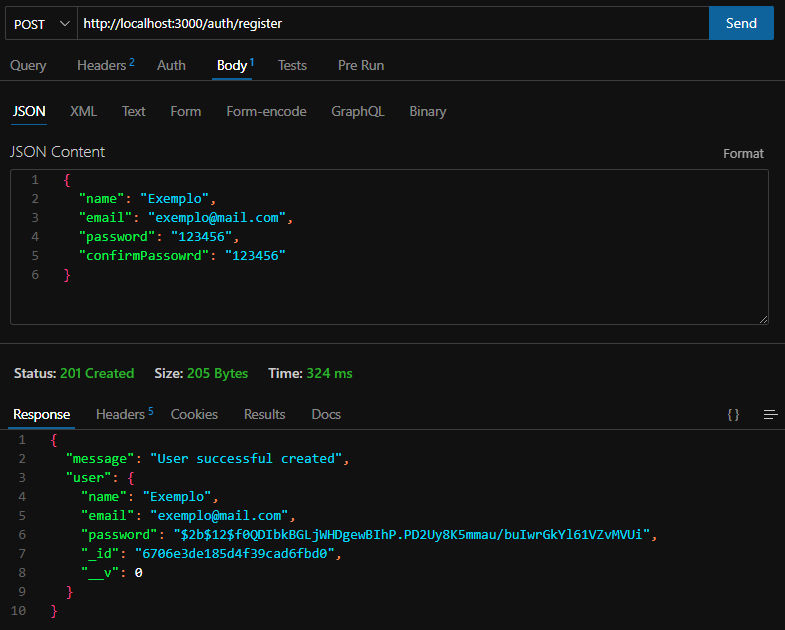 POST http://localhost:3000/auth/register Send
Query Headers 2 Auth Body 1 Tests Pre Run
JSON XML Text Form Form-encode GraphQL Binary
JSON Content Format
1 {
2 "name": "Exemplo",
3 "email": "exemplo@mail.com",
4 "password": "123456",
5 "confirmPassowrd": "123456"
6 }
Status: 201 Created Size: 205 Bytes Time: 324 ms
Response Headers 5 Cookies Results Docs { }
1 {
2 "message": "User successful created",
3 "user": {
4 "name": "Exemplo",
5 "email": "exemplo@mail.com",
6 "password": "$2b$12$f0QDIbkBGLjWHDgewBIhP.PD2Uy8K5mmau/buIwrGkYl61VZvMVUi",
7 "_id": "6706e3de185d4f39cad6fbd0",
8 "__v": 0
9 }
10 }